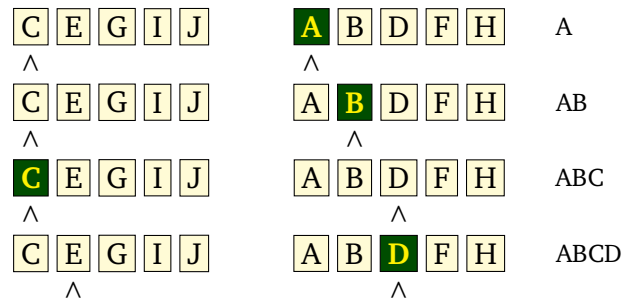 C E G I J A B D F H A
^ ^
C E G I J A B D F H AB
^ ^
C E G I J A B D F H ABC
^ ^
C E G I J A B D F H ABCD
^ ^